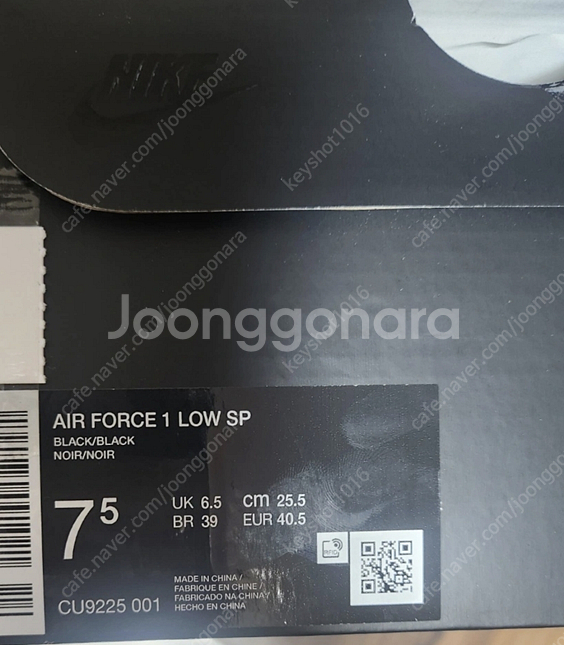 NIKE
cafe.naver.com/joonggonara
keyshot1016
Joonggonara
AIR FORCE 1 LOW SP
BLACK/BLACK
NOIR/NOIR
7⁵
UK 6.5 cm 25.5
BR 39 EUR 40.5
RFID
CU9225 001
MADE IN CHINA /
FABRIQUE EN CHINE /
FABRICADO NA CHINA /
HECHO EN CHINA